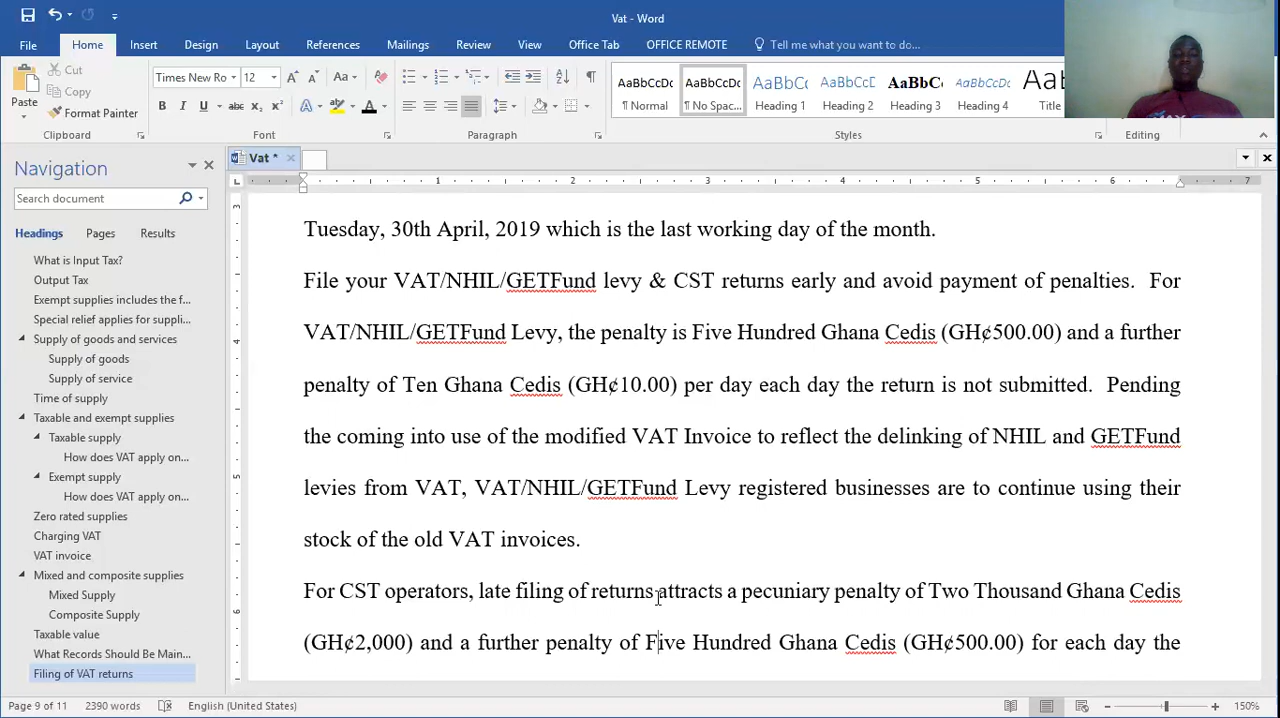 Vat - Word
File Home Insert Design Layout References Mailings Review View Office Tab OFFICE REMOTE Tell me what you want to do...
Cut
Copy
Format Painter
Paste
Times New Ro 12
AaBbCcDc AaBbCcDc AaBbCc AaBbCcD AaBbC AaBbCcD AaB
¶ Normal ¶ No Spac... Heading 1 Heading 2 Heading 3 Heading 4 Title
Clipboard Font Paragraph Styles Editing
Vat *
Navigation
Search document
Headings Pages Results
What is Input Tax?
Output Tax
Exempt supplies includes the f...
Special relief applies for suppli...
Supply of goods and services
Supply of goods
Supply of service
Time of supply
Taxable and exempt supplies
Taxable supply
How does VAT apply on...
Exempt supply
How does VAT apply on...
Zero rated supplies
Charging VAT
VAT invoice
Mixed and composite supplies
Mixed Supply
Composite Supply
Taxable value
What Records Should Be Main...
Filing of VAT returns
1 2 3 4 5 6 7
Tuesday, 30th April, 2019 which is the last working day of the month.
File your VAT/NHIL/GETFund levy & CST returns early and avoid payment of penalties. For
VAT/NHIL/GETFund Levy, the penalty is Five Hundred Ghana Cedis (GH¢500.00) and a further
penalty of Ten Ghana Cedis (GH¢10.00) per day each day the return is not submitted. Pending
the coming into use of the modified VAT Invoice to reflect the delinking of NHIL and GETFund
levies from VAT, VAT/NHIL/GETFund Levy registered businesses are to continue using their
stock of the old VAT invoices.
For CST operators, late filing of returns attracts a pecuniary penalty of Two Thousand Ghana Cedis
(GH¢2,000) and a further penalty of Five Hundred Ghana Cedis (GH¢500.00) for each day the
Page 9 of 11 2390 words English (United States) 150%